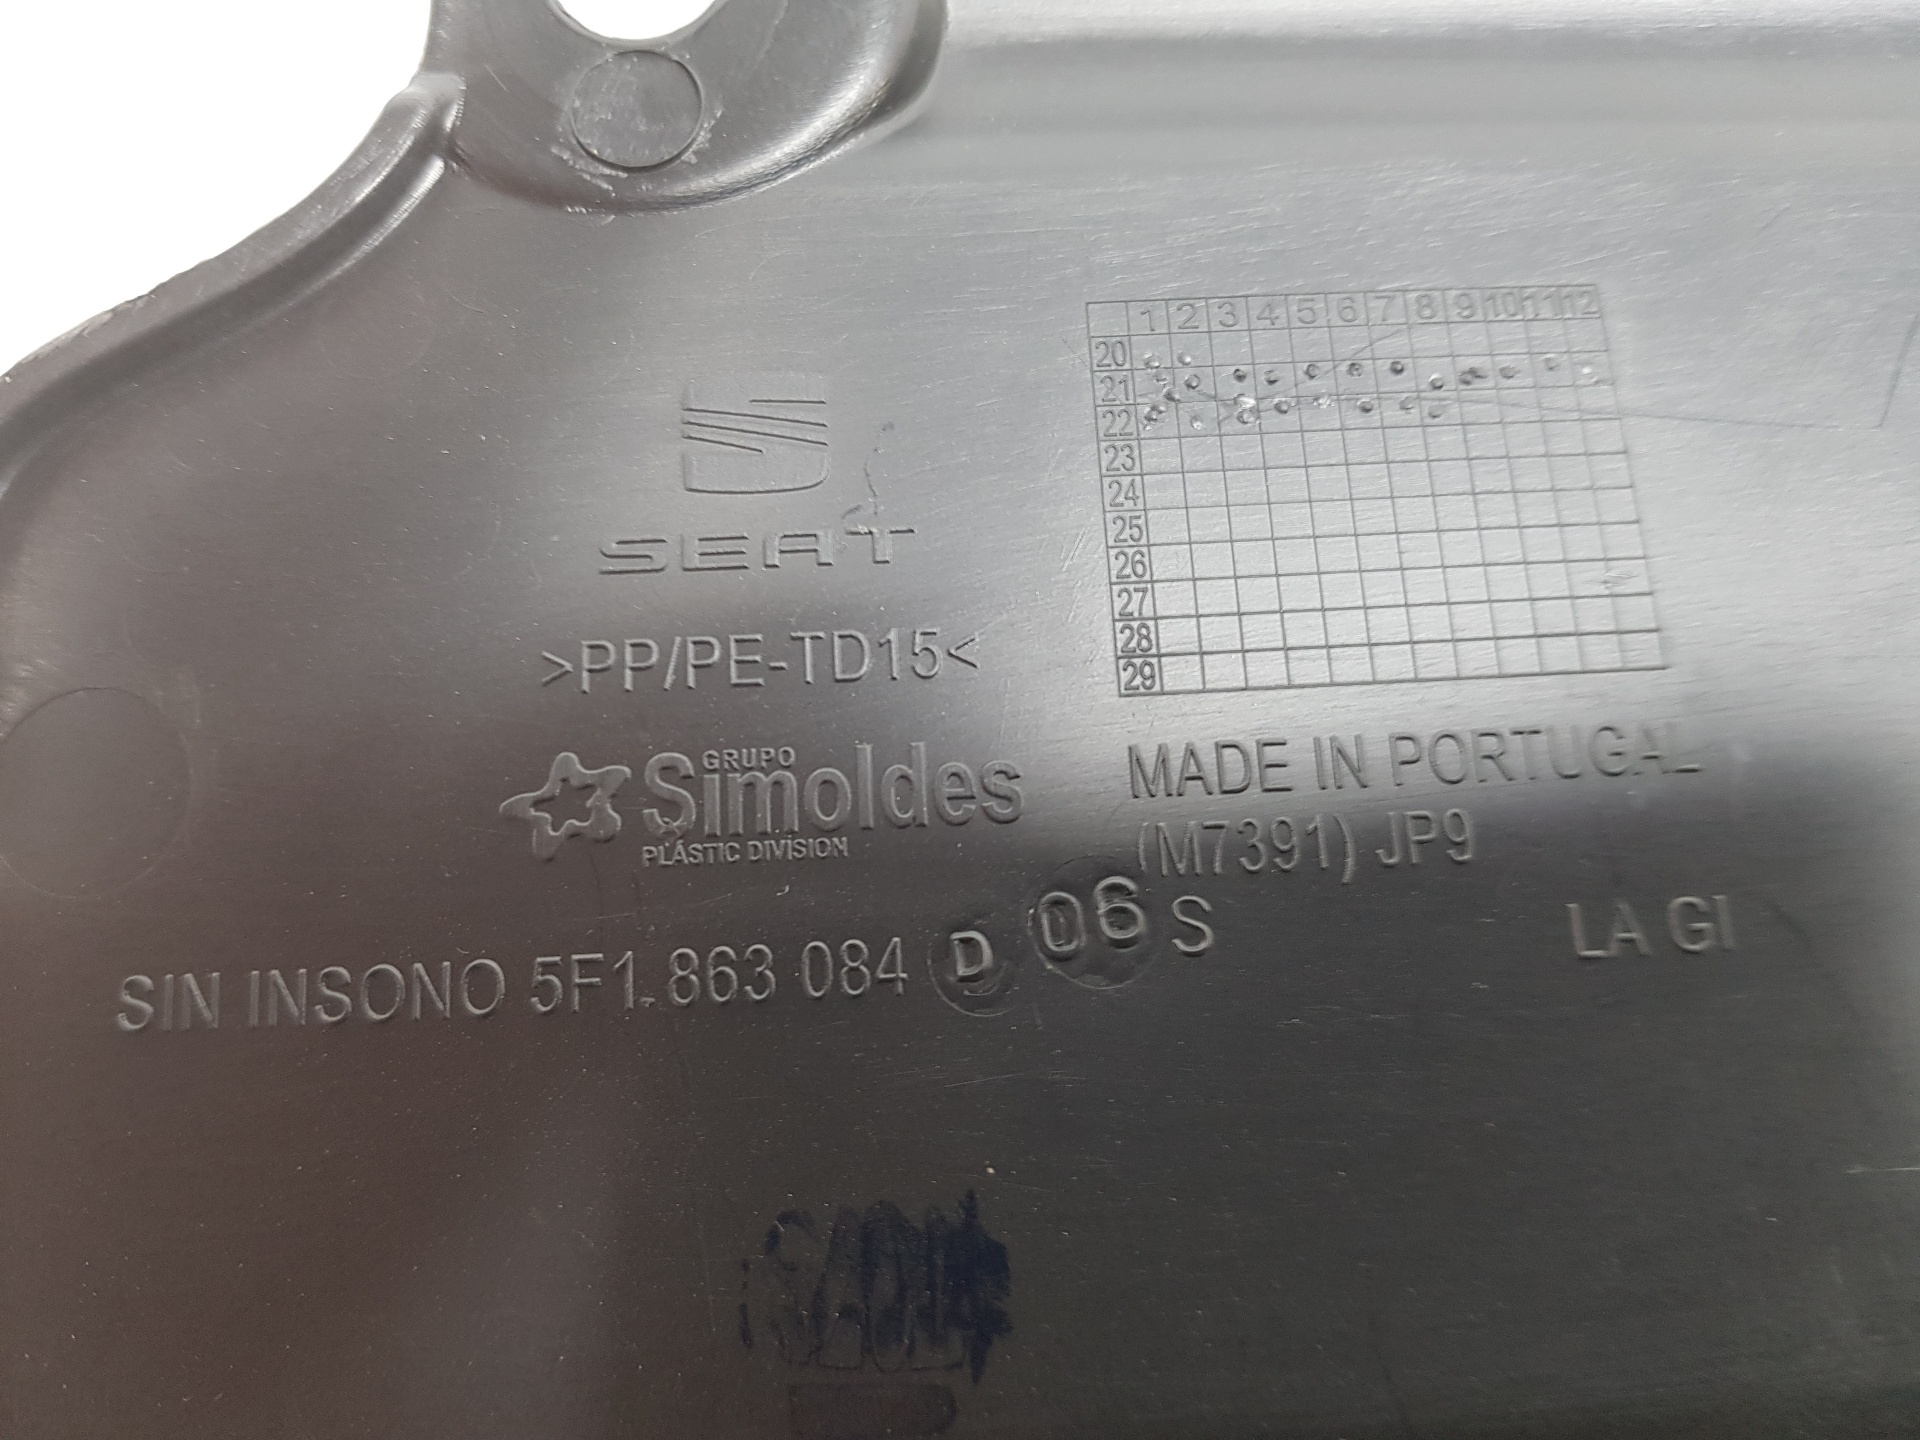 1 2 3 4 5 6 7 8 9 10 11 12
20
21
22
23
24
25
26
27
28
29
SEAT
>PP/PE-TD15<
GRUPO
Simoldes
PLÁSTIC DIVISION
MADE IN PORTUGAL
(M7391) JP9
SIN INSONO 5F1.863 084 D 06 S
LA GI